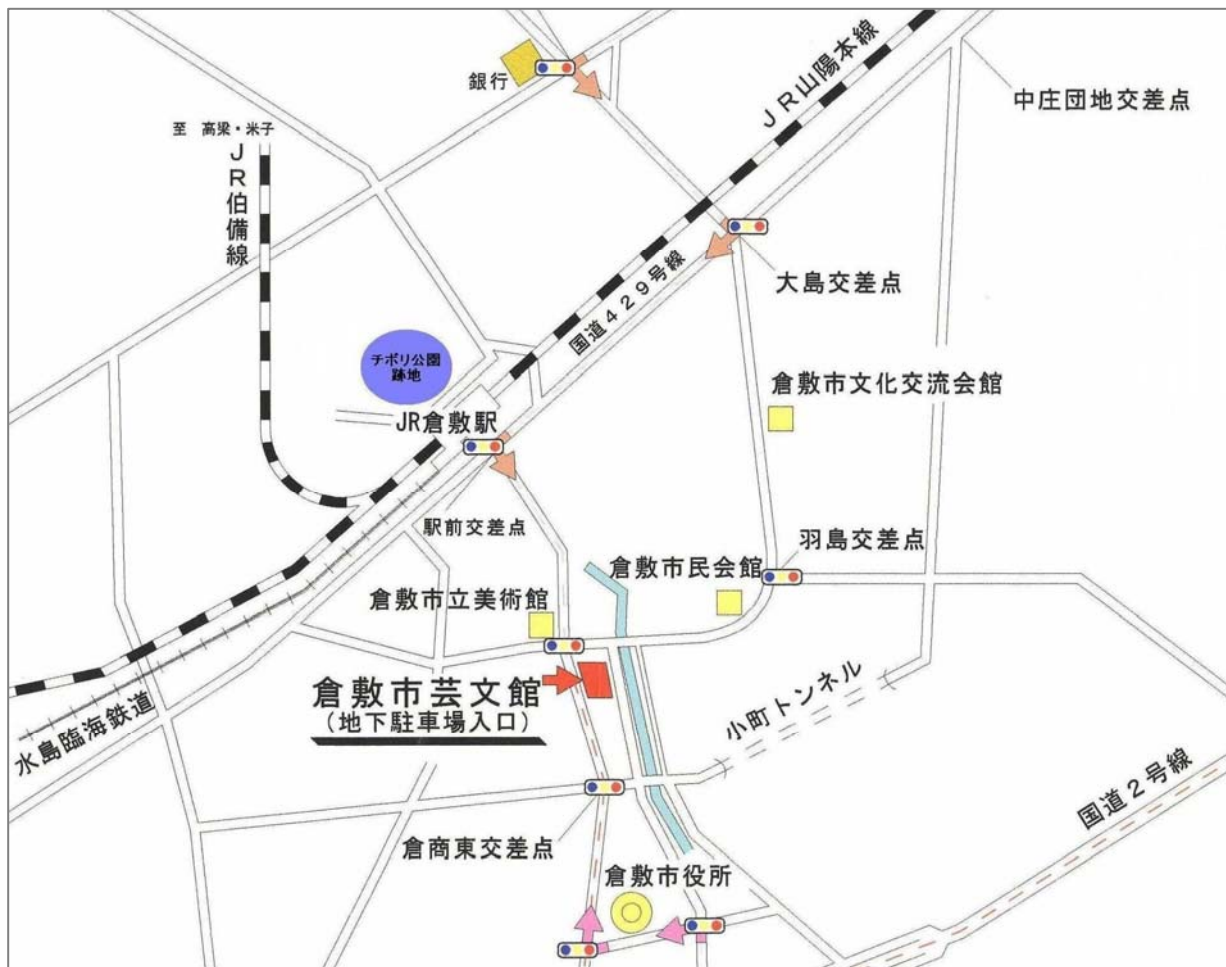 銀行
JR山陽本線
中庄団地交差点
至 高梁・米子
JR伯備線
大島交差点
国道429号線
チボリ公園
跡地
倉敷市文化交流会館
JR倉敷駅
駅前交差点
羽島交差点
倉敷市民会館
倉敷市立美術館
倉敷市芸文館
(地下駐車場入口)
小町トンネル
水島臨海鉄道
国道2号線
倉商東交差点
倉敷市役所